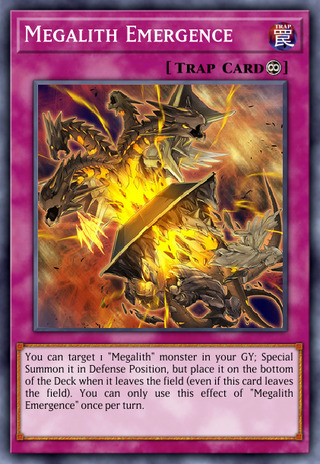 Megalith Emergence
TRAP
罠
[ Trap Card ∞ ]
You can target 1 "Megalith" monster in your GY; Special
Summon it in Defense Position, but place it on the bottom
of the Deck when it leaves the field (even if this card leaves
the field). You can only use this effect of "Megalith
Emergence" once per turn.